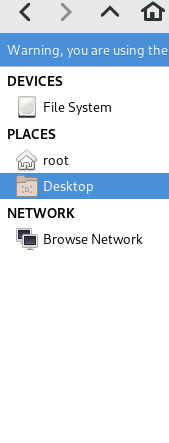 Warning, you are using the
DEVICES
File System
PLACES
root
Desktop
NETWORK
Browse Network